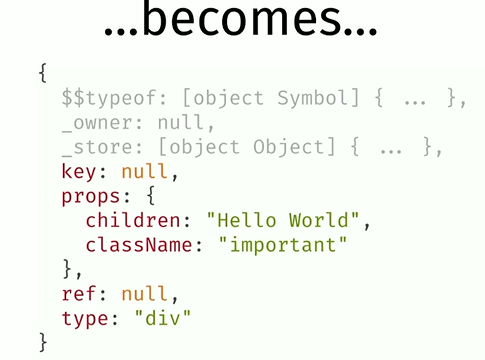 ...becomes...
{
  $$typeof: [object Symbol] { ... },
  _owner: null,
  _store: [object Object] { ... },
  key: null,
  props: {
    children: "Hello World",
    className: "important"
  },
  ref: null,
  type: "div"
}